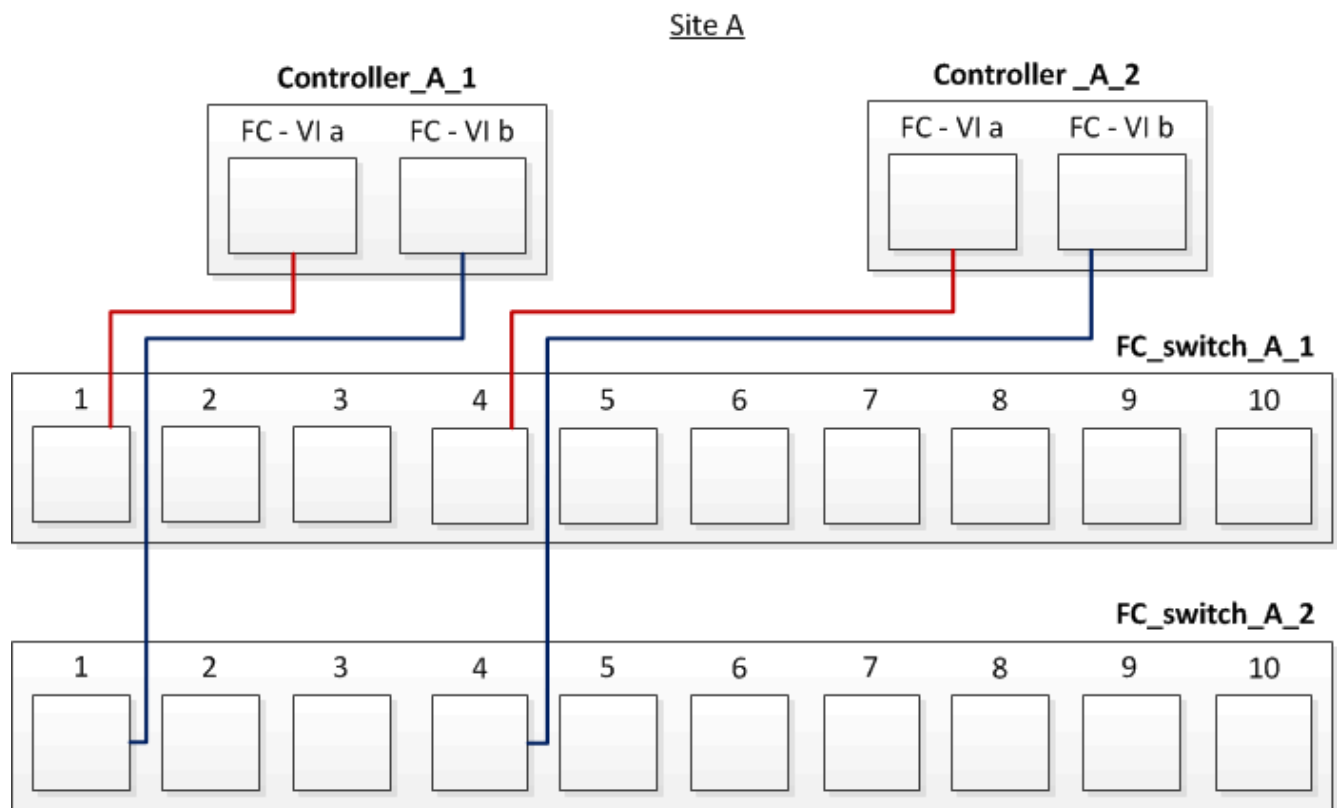 Site A
Controller_A_1
Controller _A_2
FC - VI a FC - VI b
FC - VI a FC - VI b
FC_switch_A_1
1 2 3 4 5 6 7 8 9 10
FC_switch_A_2
1 2 3 4 5 6 7 8 9 10